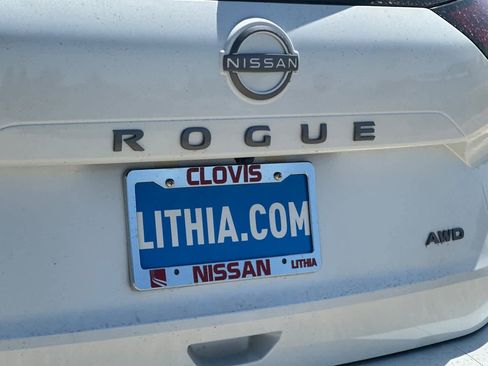 NISSAN
ROGUE
CLOVIS
LITHIA.COM
AWD
NISSAN LITHIA